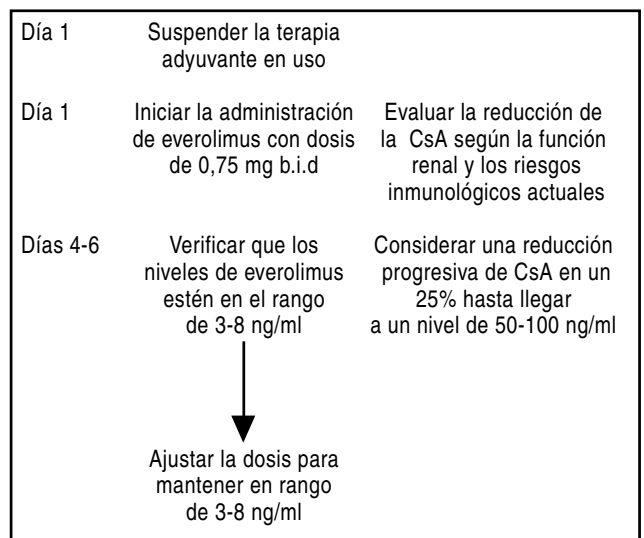 Día 1
Suspender la terapia
adyuvante en uso
Día 1
Iniciar la administración
de everolimus con dosis
de 0,75 mg b.i.d
Evaluar la reducción de
la CsA según la función
renal y los riesgos
inmunológicos actuales
Días 4-6
Verificar que los
niveles de everolimus
estén en el rango
de 3-8 ng/ml
Considerar una reducción
progresiva de CsA en un
25% hasta llegar
a un nivel de 50-100 ng/ml
Ajustar la dosis para
mantener en rango
de 3-8 ng/ml